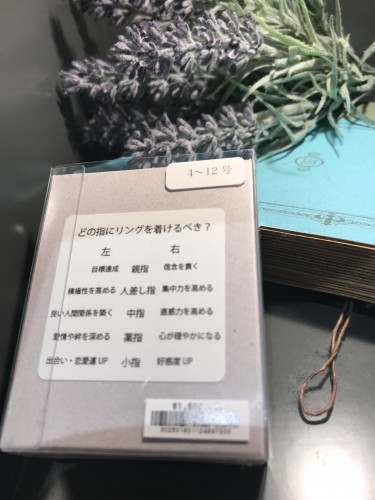 4～12号
どの指にリングを着けるべき？
左 右
目標達成 親指 信念を貫く
積極性を高める 人差し指 集中力を高める
良い人間関係を築く 中指 直感力を高める
愛情や絆を深める 薬指 心が穏やかになる
出合い・恋愛運UP 小指 好感度UP